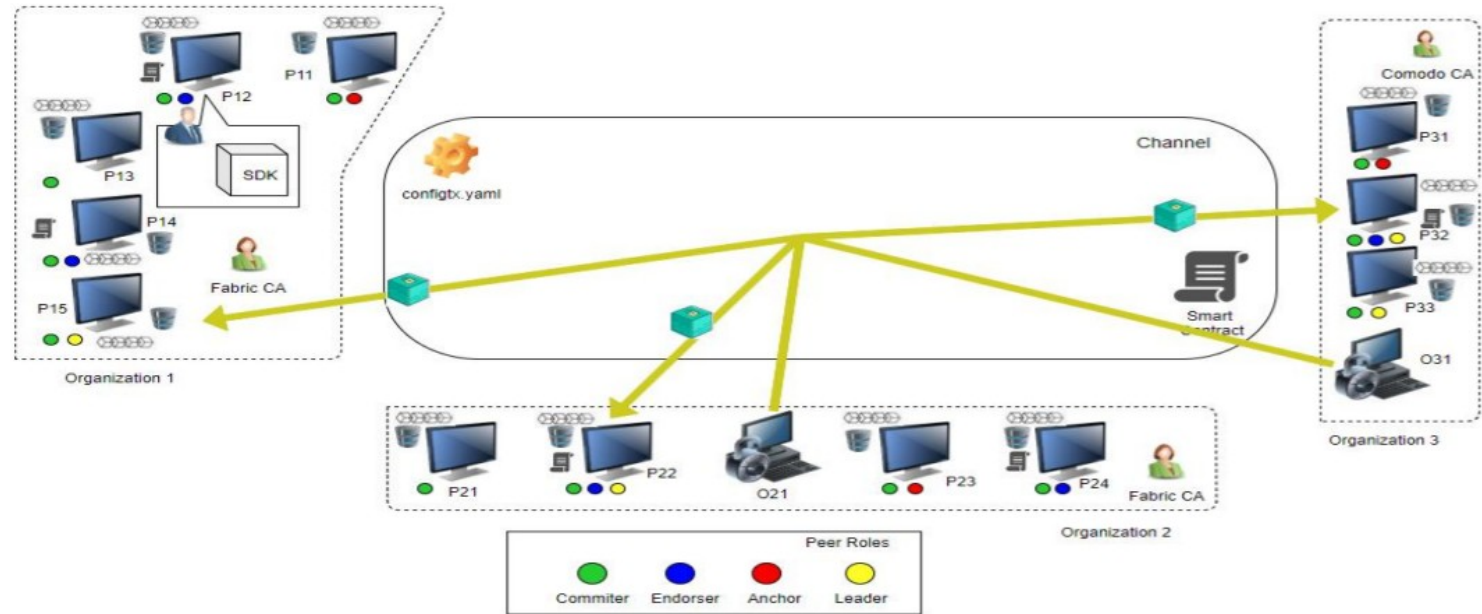 P12
P11
P13
SDK
P14
Fabric CA
P15
Organization 1
configtx.yaml
Channel
Smart
Contract
Comodo CA
P31
P32
P33
O31
Organization 3
P21
P22
O21
P23
P24
Fabric CA
Organization 2
Peer Roles
Commiter
Endorser
Anchor
Leader